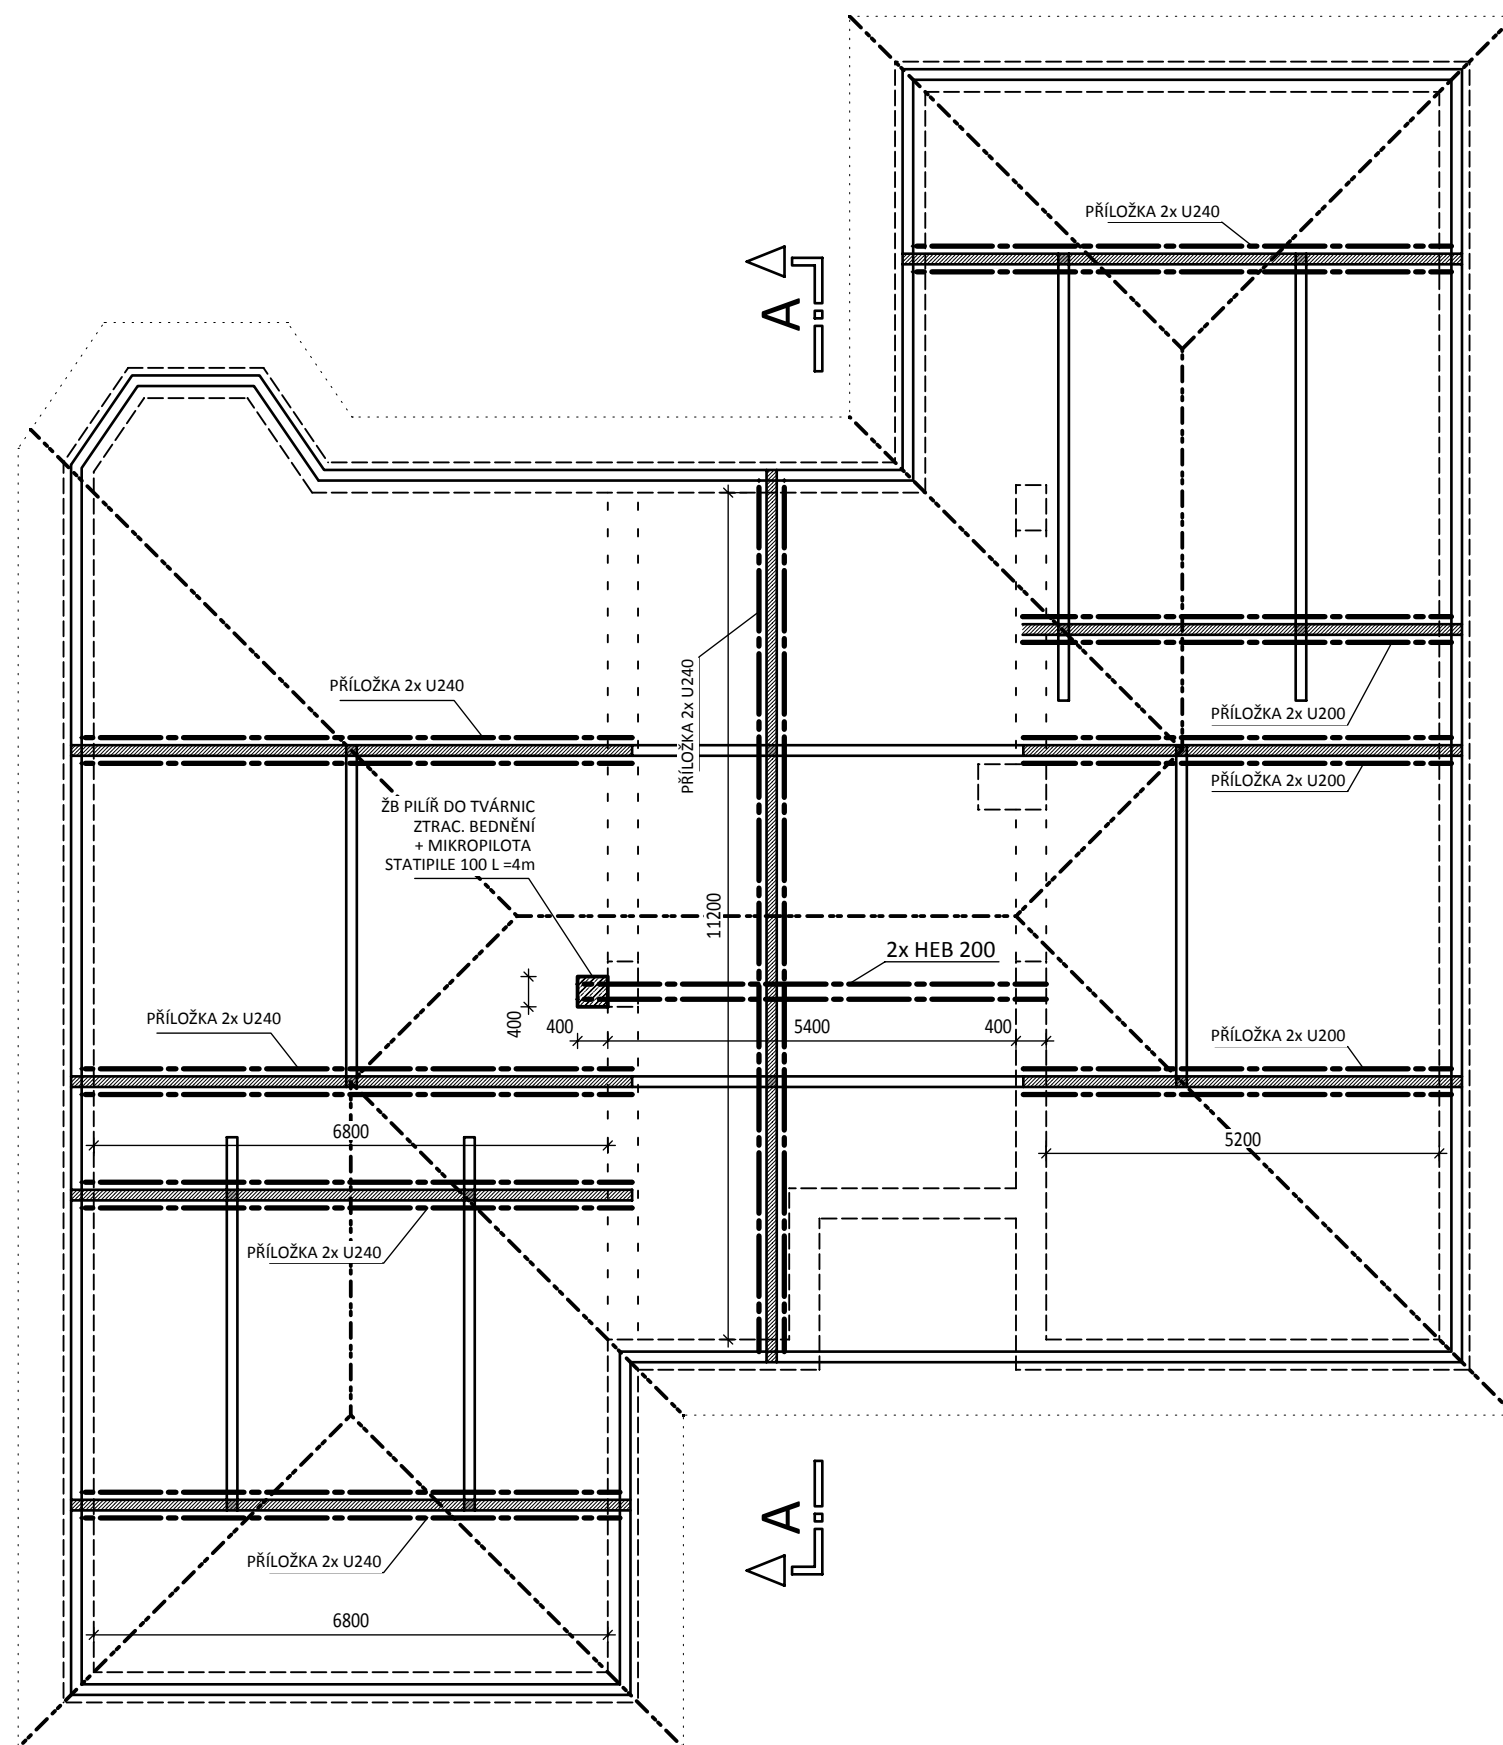 PŘÍLOŽKA 2x U240
A
PŘÍLOŽKA 2x U240
PŘÍLOŽKA 2x U240
PŘÍLOŽKA 2x U200
PŘÍLOŽKA 2x U200
ŽB PILÍŘ DO TVÁRNIC
ZTRAC. BEDNĚNÍ
+ MIKROPILOTA
STATIPILE 100 L =4m
11200
2x HEB 200
400
400
5400
400
PŘÍLOŽKA 2x U240
PŘÍLOŽKA 2x U200
6800
5200
PŘÍLOŽKA 2x U240
A
PŘÍLOŽKA 2x U240
6800